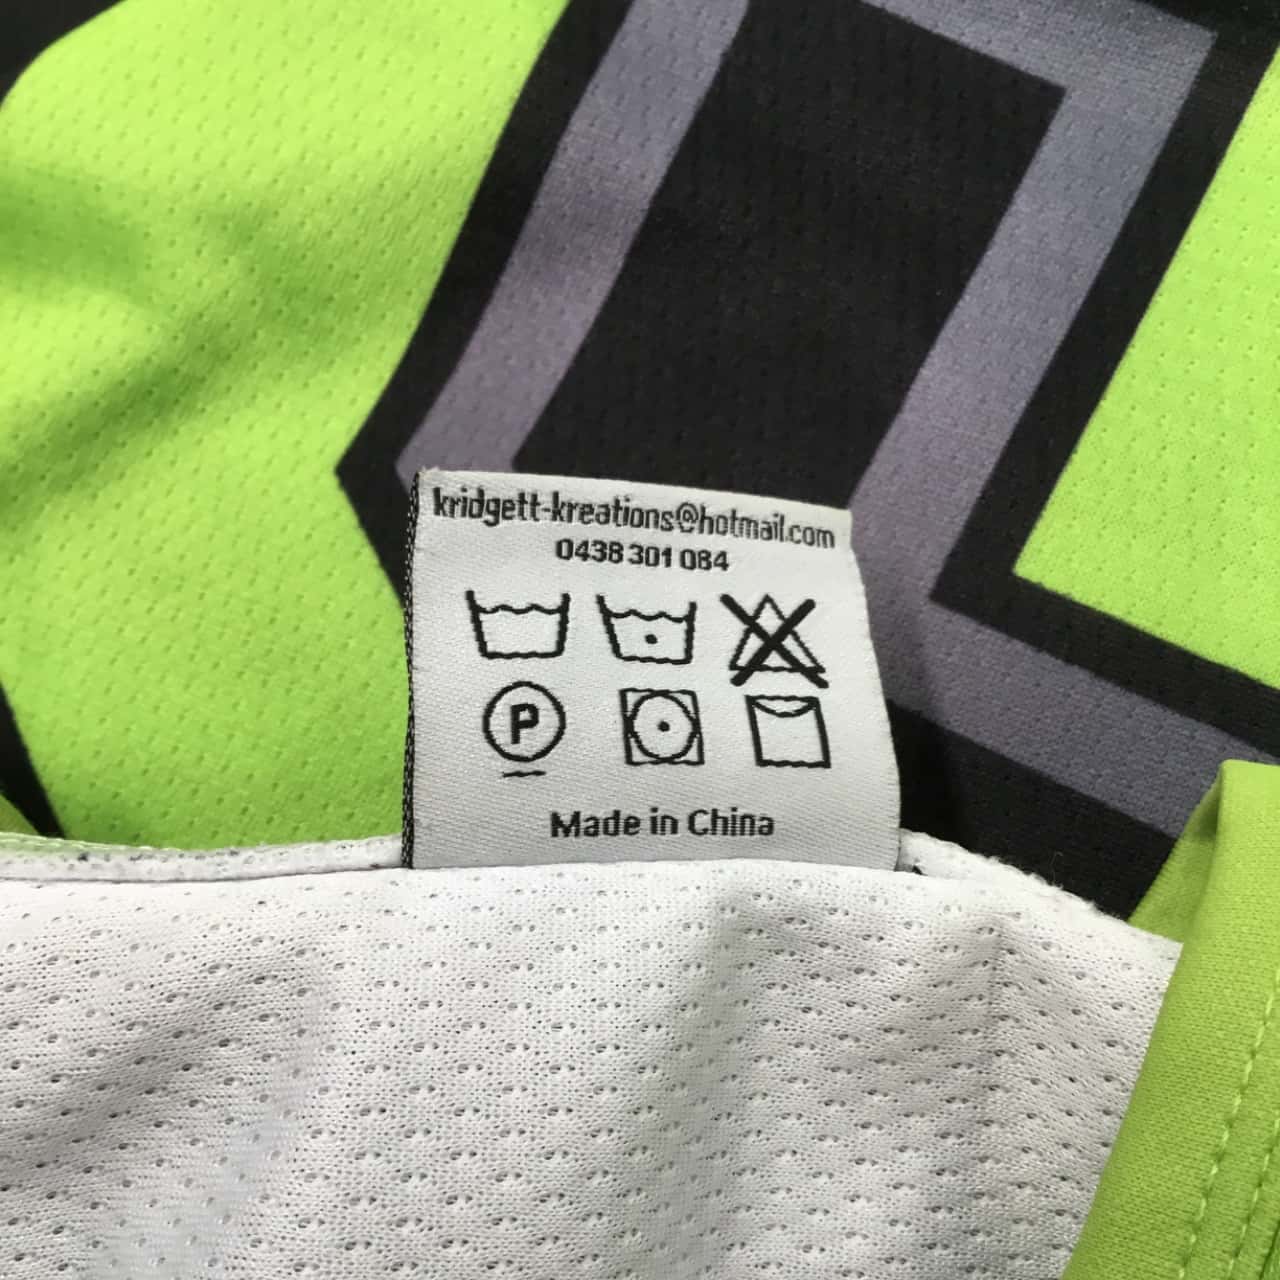 kridgett-kreations@hotmail.com
0438 301 084
P
Made in China